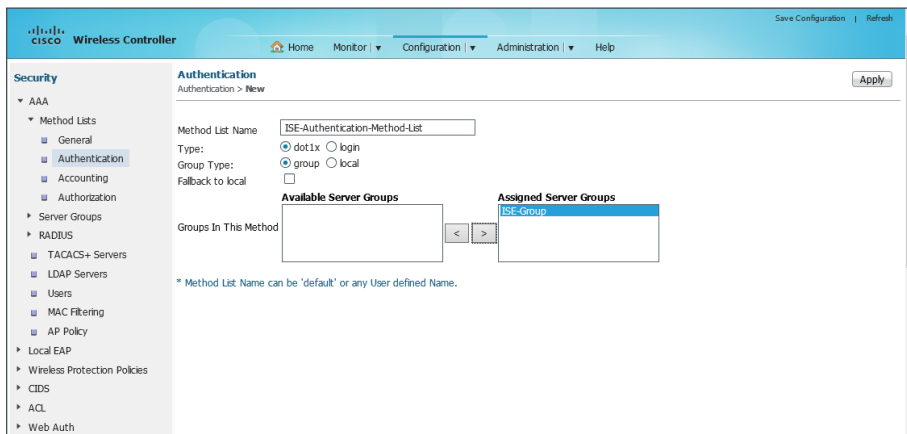 Save Configuration | Refresh
cisco Wireless Controller
Home Monitor | Configuration | Administration | Help
Security
AAA
Method Lists
General
Authentication
Accounting
Authorization
Server Groups
RADIUS
TACACS+ Servers
LDAP Servers
Users
MAC Filtering
AP Policy
Local EAP
Wireless Protection Policies
CIDS
ACL
Web Auth
Authentication
Authentication > New
Apply
Method List Name ISE-Authentication-Method-List
Type: dot1x login
Group Type: group local
Fallback to local
Available Server Groups Assigned Server Groups
ISE-Group
Groups In This Method < >
* Method List Name can be 'default' or any User defined Name.